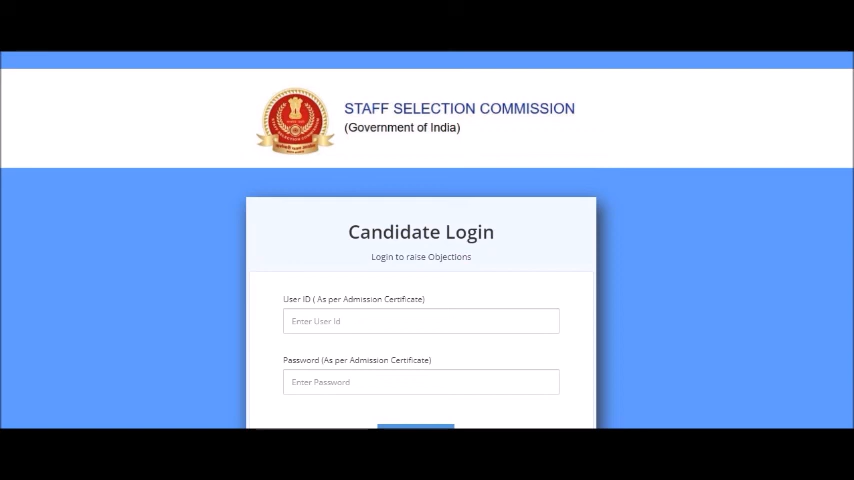 STAFF SELECTION COMMISSION
(Government of India)
Candidate Login
Login to raise Objections
User ID ( As per Admission Certificate)
Enter User Id
Password (As per Admission Certificate)
Enter Password